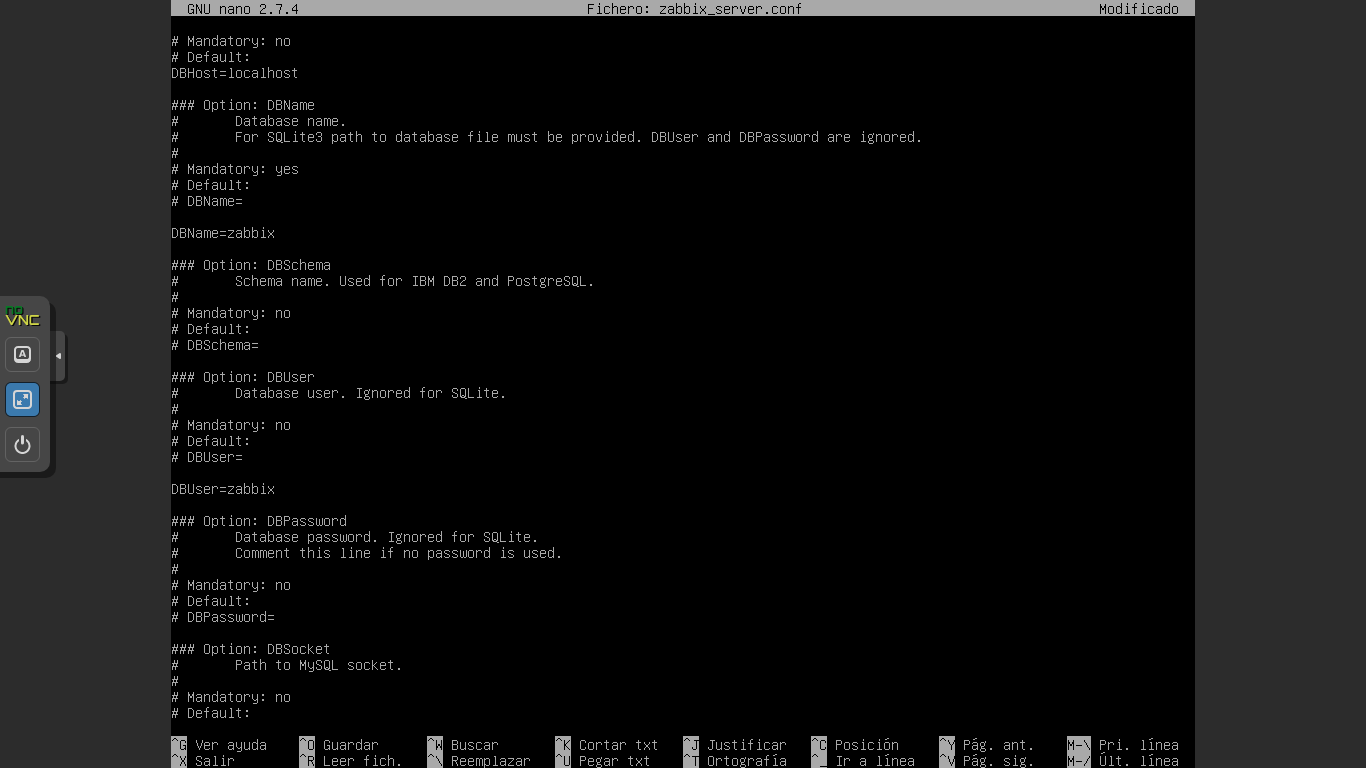 GNU nano 2.7.4 Fichero: zabbix_server.conf Modificado
# Mandatory: no
# Default:
DBHost=localhost
### Option: DBName
# Database name.
# For SQLite3 path to database file must be provided. DBUser and DBPassword are ignored.
#
# Mandatory: yes
# Default:
# DBName=
DBName=zabbix
### Option: DBSchema
# Schema name. Used for IBM DB2 and PostgreSQL.
#
# Mandatory: no
# Default:
# DBSchema=
### Option: DBUser
# Database user. Ignored for SQLite.
#
# Mandatory: no
# Default:
# DBUser=
DBUser=zabbix
### Option: DBPassword
# Database password. Ignored for SQLite.
# Comment this line if no password is used.
#
# Mandatory: no
# Default:
# DBPassword=
### Option: DBSocket
# Path to MySQL socket.
#
# Mandatory: no
# Default:
^G Ver ayuda ^O Guardar ^W Buscar ^K Cortar txt ^J Justificar ^C Posición ^Y Pág. ant. M-\ Pri. línea
^X Salir ^R Leer fich. ^\ Reemplazar ^U Pegar txt ^T Ortografía ^_ Ir a línea ^V Pág. sig. M-/ Últ. línea
no
VNC
A